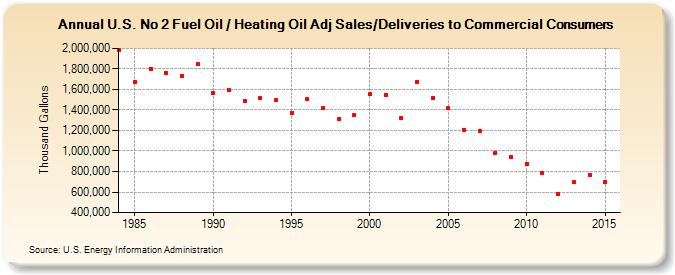 Annual U.S. No 2 Fuel Oil / Heating Oil Adj Sales/Deliveries to Commercial Consumers
Thousand Gallons
2,000,000
1,800,000
1,600,000
1,400,000
1,200,000
1,000,000
800,000
600,000
400,000
1985 1990 1995 2000 2005 2010 2015
Source: U.S. Energy Information Administration